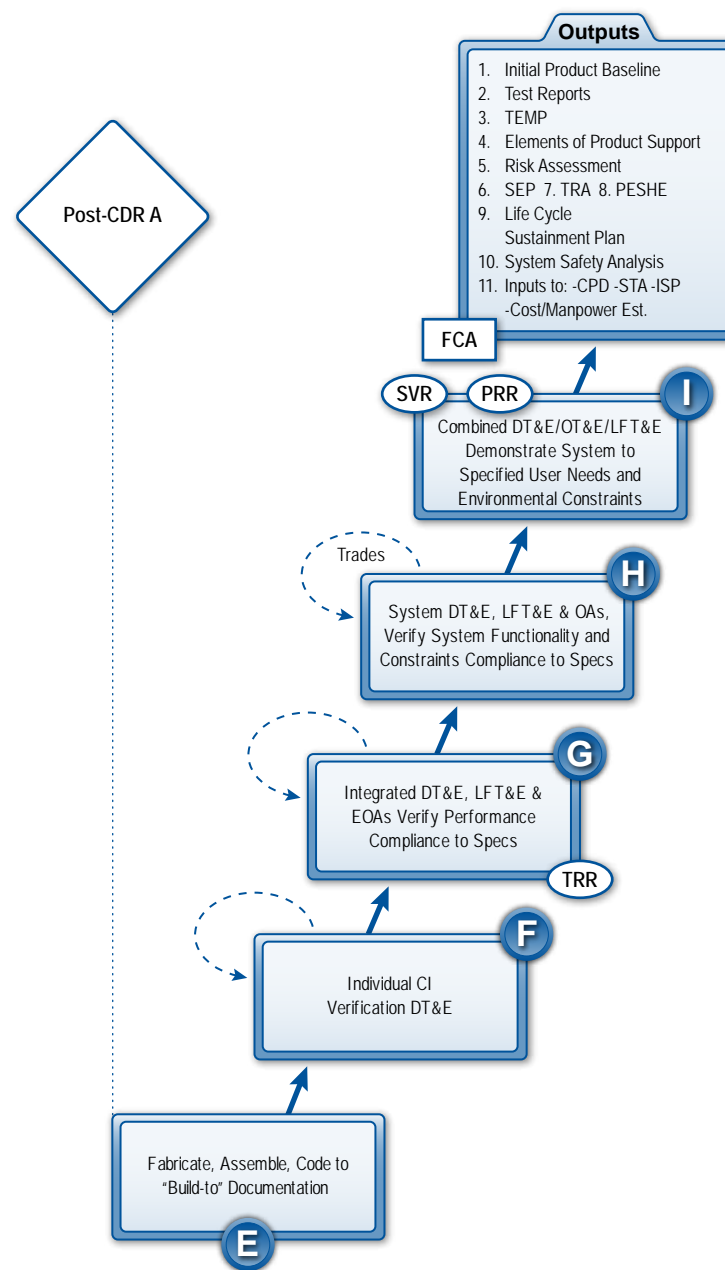 Outputs
1. Initial Product Baseline
2. Test Reports
3. TEMP
4. Elements of Product Support
5. Risk Assessment
6. SEP 7. TRA 8. PESHE
9. Life Cycle
Sustainment Plan
10. System Safety Analysis
11. Inputs to: -CPD -STA -ISP
-Cost/Manpower Est.
Post-CDR A
FCA
SVR
PRR
I
Combined DT&E/OT&E/LFT&E
Demonstrate System to
Specified User Needs and
Environmental Constraints
Trades
H
System DT&E, LFT&E & OAs,
Verify System Functionality and
Constraints Compliance to Specs
G
Integrated DT&E, LFT&E &
EOAs Verify Performance
Compliance to Specs
TRR
F
Individual CI
Verification DT&E
Fabricate, Assemble, Code to
“Build-to” Documentation
E